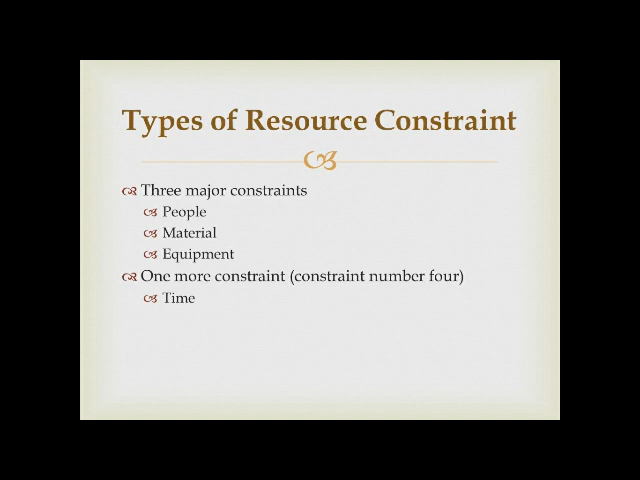 Types of Resource Constraint
Three major constraints
People
Material
Equipment
One more constraint (constraint number four)
Time